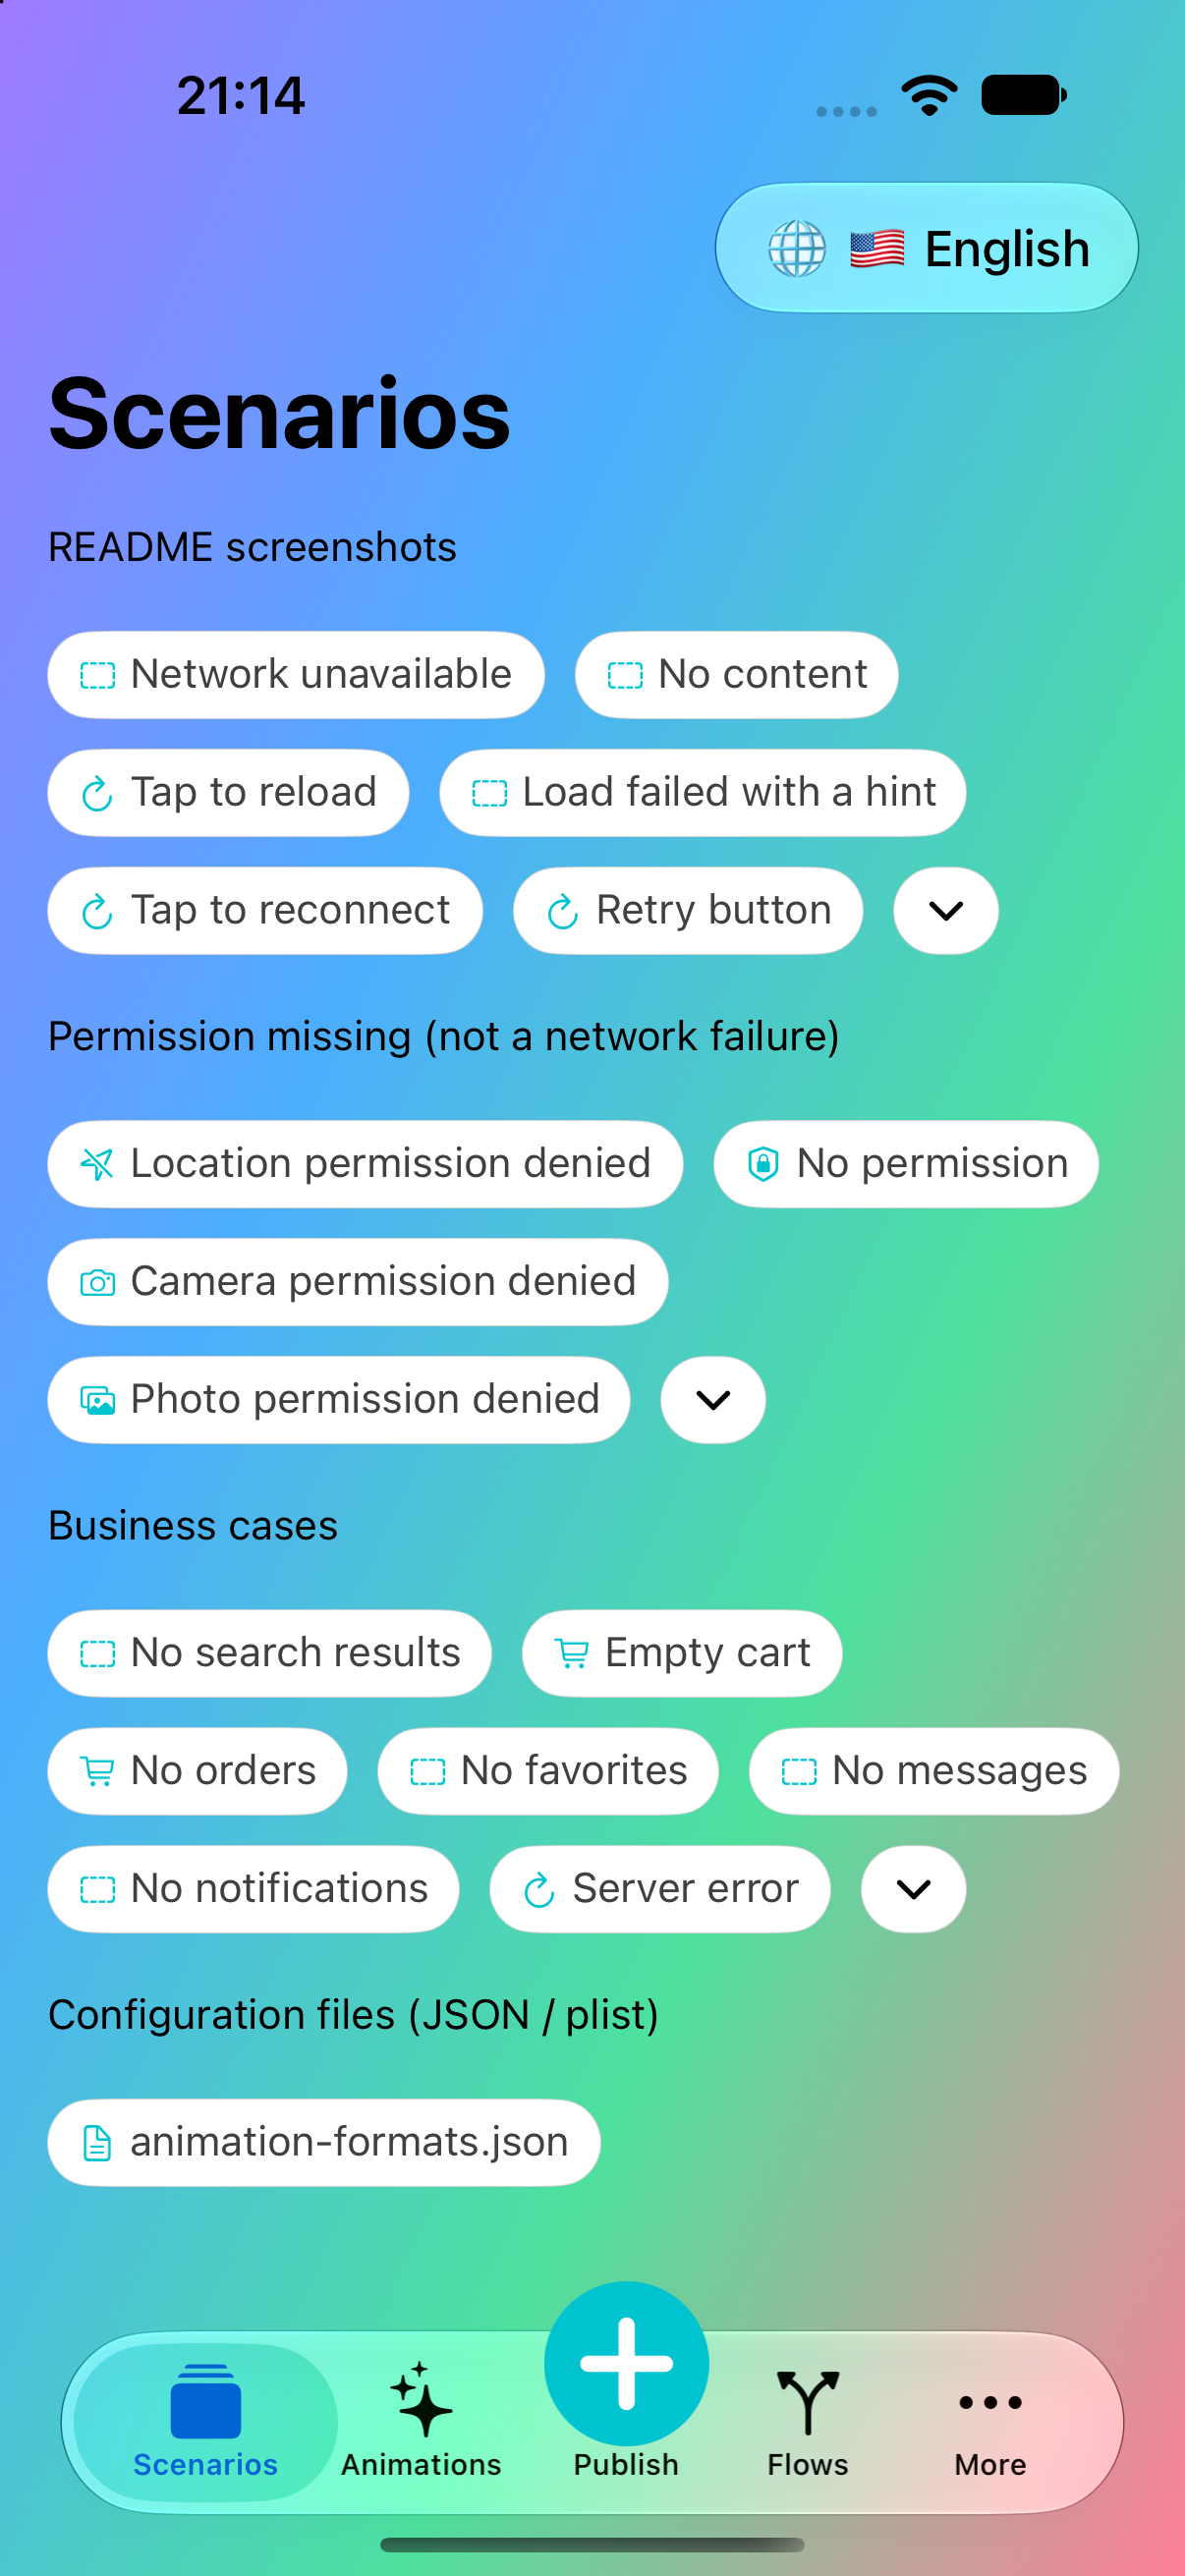 21:14
English
Scenarios
README screenshots
Network unavailable
No content
Tap to reload
Load failed with a hint
Tap to reconnect
Retry button
Permission missing (not a network failure)
Location permission denied
No permission
Camera permission denied
Photo permission denied
Business cases
No search results
Empty cart
No orders
No favorites
No messages
No notifications
Server error
Configuration files (JSON / plist)
animation-formats.json
Scenarios
Animations
Publish
Flows
More